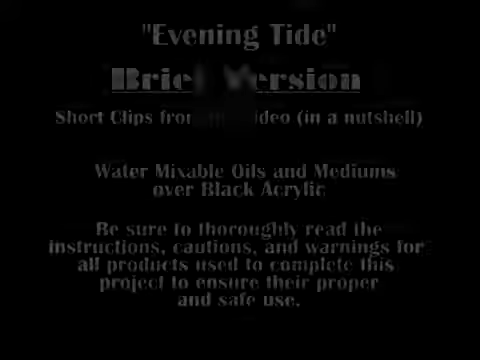 "Evening Tide"
Brief Version
Short Clips from video (in a nutshell)
Water Mixable Oils and Mediums
over Black Acrylic
Be sure to thoroughly read the
instructions, cautions, and warnings for
all products used to complete this
project to ensure their proper
and safe use.